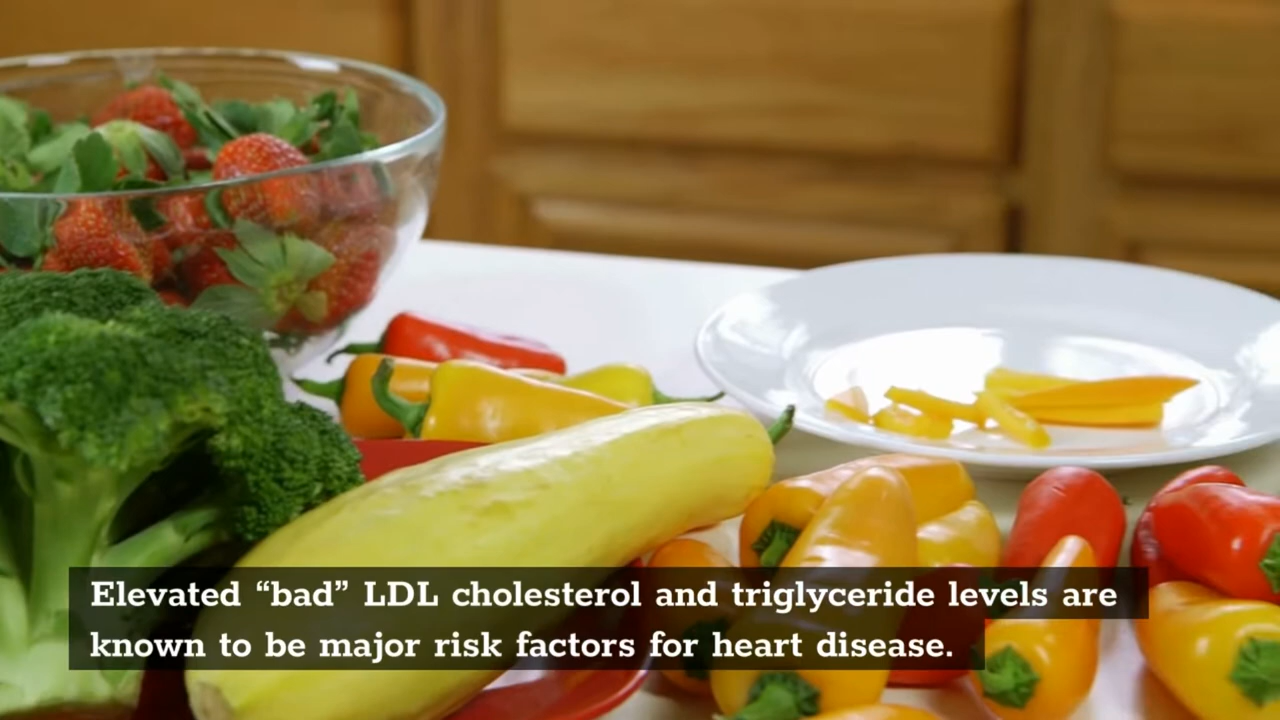 Elevated “bad” LDL cholesterol and triglyceride levels are
known to be major risk factors for heart disease.